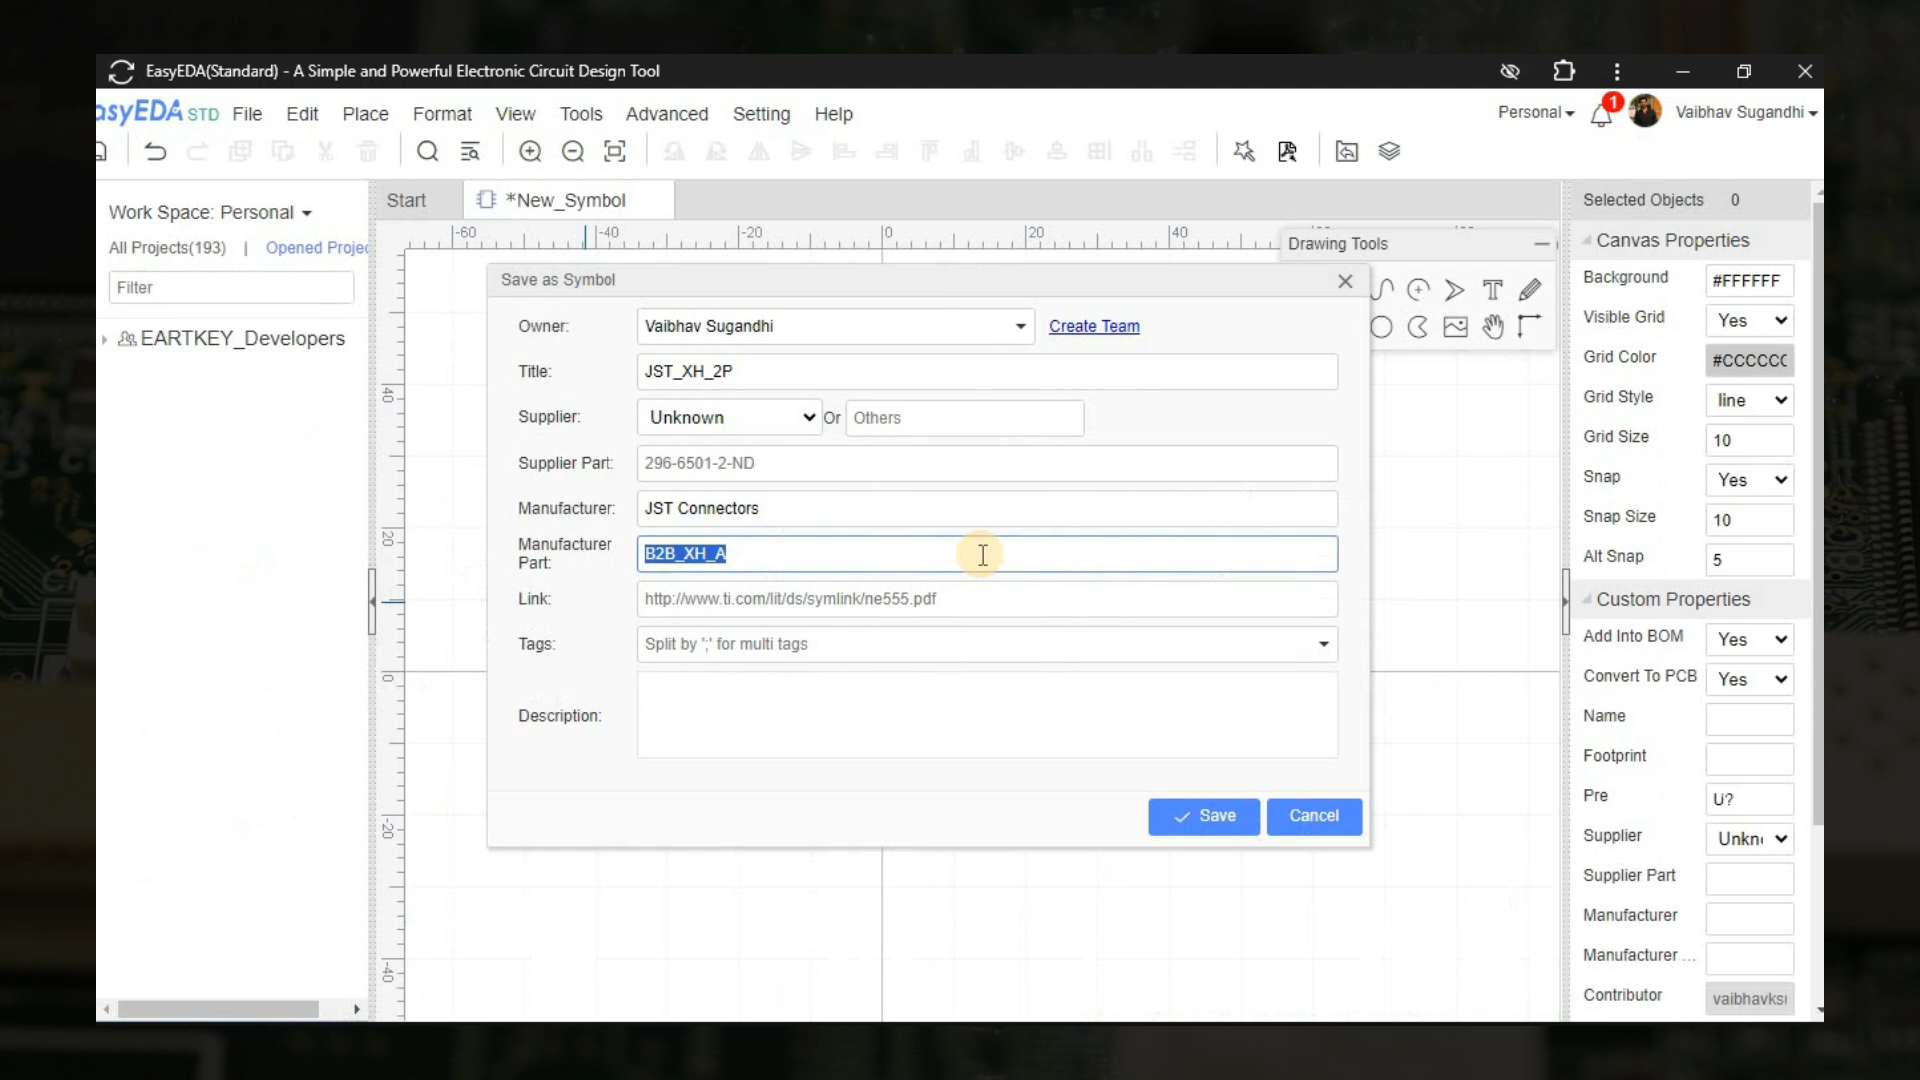 EasyEDA(Standard) - A Simple and Powerful Electronic Circuit Design Tool
asyEDA STD File Edit Place Format View Tools Advanced Setting Help
Personal 1 Vaibhav Sugandhi
Work Space: Personal
All Projects(193) | Opened Projec
Filter
EARTKEY_Developers
Start *New_Symbol
-60 -40 -20 0 20 40
40
20
0
-20
-40
Drawing Tools
Save as Symbol
Owner: Vaibhav Sugandhi Create Team
Title: JST_XH_2P
Supplier: Unknown Or Others
Supplier Part: 296-6501-2-ND
Manufacturer: JST Connectors
Manufacturer
Part: B2B_XH_A
Link: http://www.ti.com/lit/ds/symlink/ne555.pdf
Tags: Split by ';' for multi tags
Description:
Save Cancel
Selected Objects 0
Canvas Properties
Background #FFFFFF
Visible Grid Yes
Grid Color #CCCCCC
Grid Style line
Grid Size 10
Snap Yes
Snap Size 10
Alt Snap 5
Custom Properties
Add Into BOM Yes
Convert To PCB Yes
Name
Footprint
Pre U?
Supplier Unkn
Supplier Part
Manufacturer
Manufacturer ...
Contributor vaibhavks